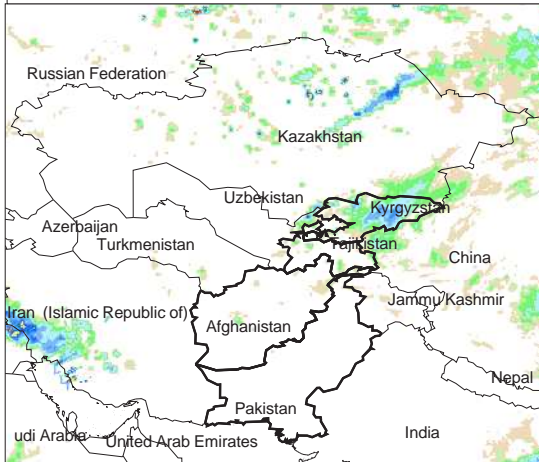 Russian Federation
Kazakhstan
Uzbekistan
Kyrgyzstan
Azerbaijan
Turkmenistan
Tajikistan
China
Jammu/Kashmir
Iran (Islamic Republic of)
Afghanistan
Nepal
Pakistan
udi Arabia
United Arab Emirates
India